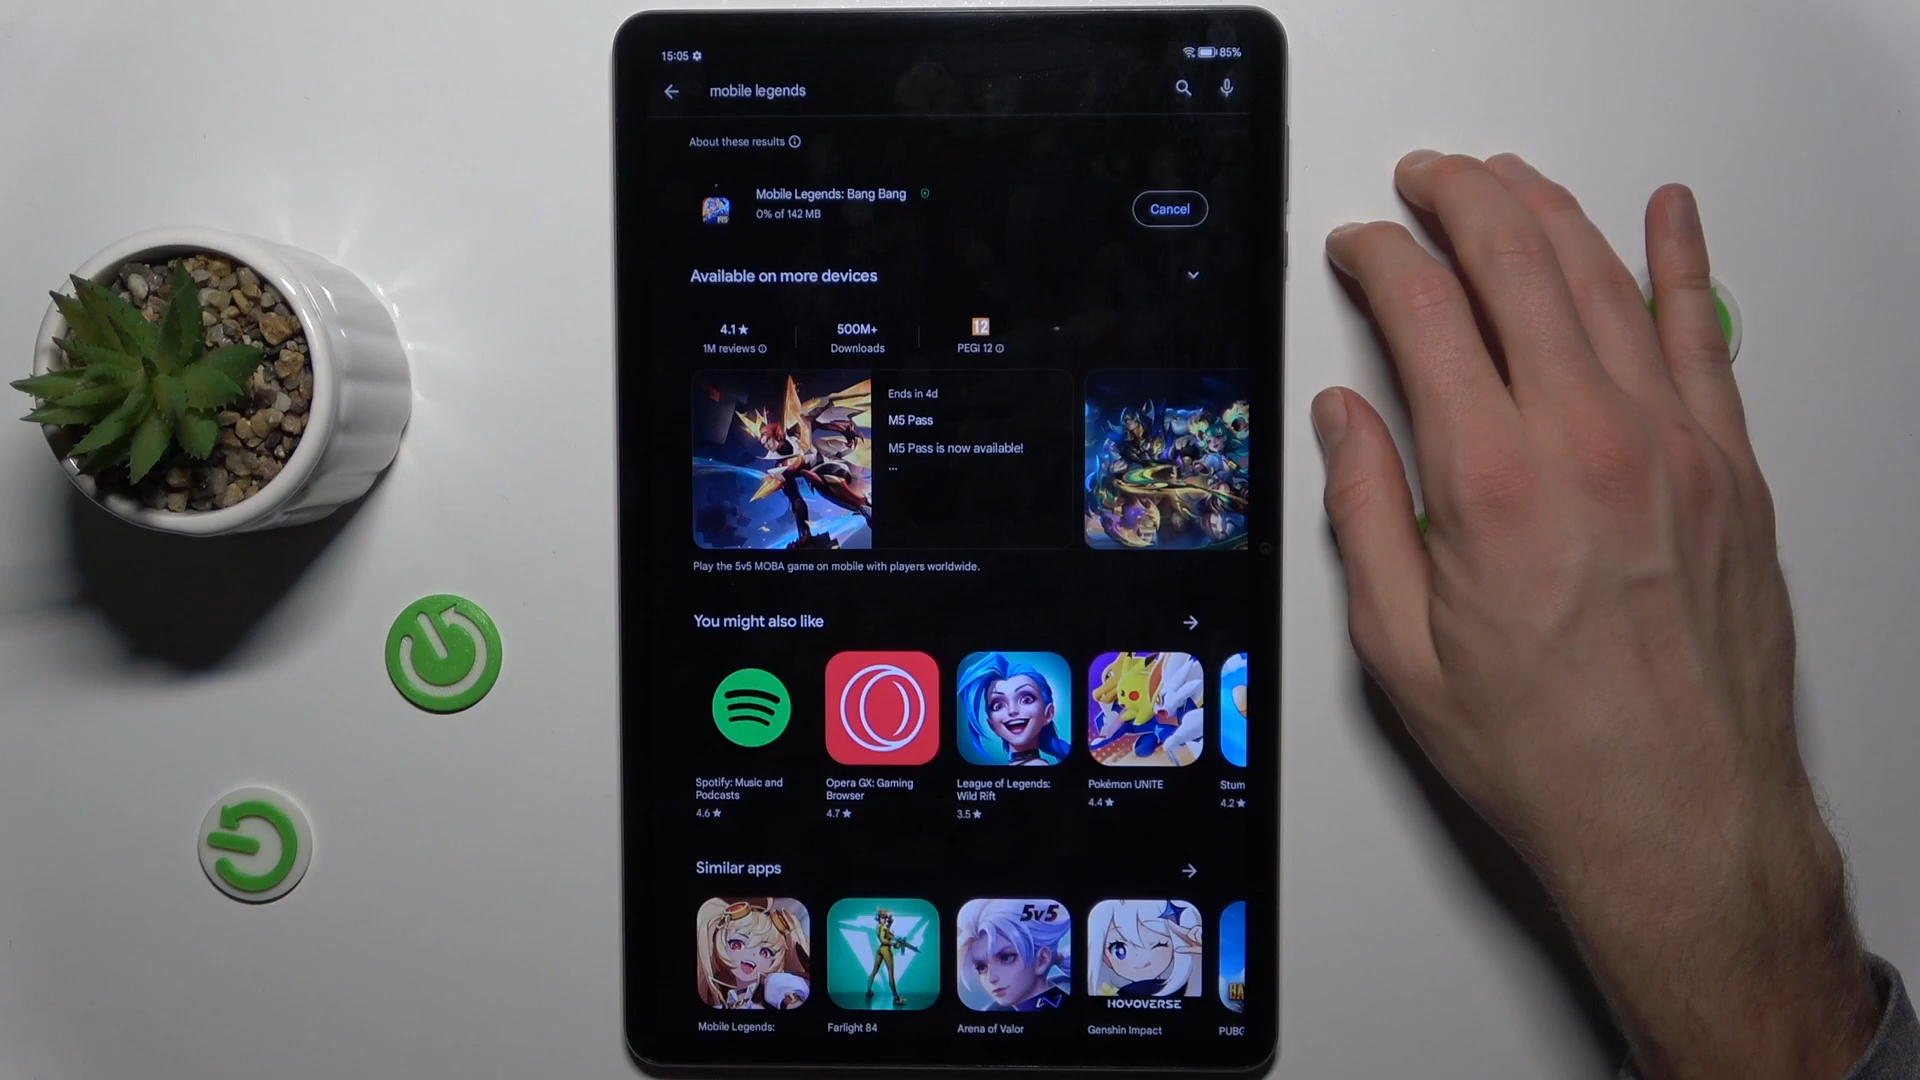 15:05
85%
mobile legends
About these results
Mobile Legends: Bang Bang
0% of 142 MB
Cancel
Available on more devices
4.1★
1M reviews
500M+
Downloads
12
PEGI 12
Ends in 4d
M5 Pass
M5 Pass is now available!
...
Play the 5v5 MOBA game on mobile with players worldwide.
You might also like
Spotify: Music and
Podcasts
4.6★
Opera GX: Gaming
Browser
4.7★
League of Legends:
Wild Rift
3.5★
Pokémon UNITE
4.4★
Stum
4.2★
Similar apps
5v5
HOYOVERSE
Mobile Legends:
Farlight 84
Arena of Valor
Genshin Impact
PUBG